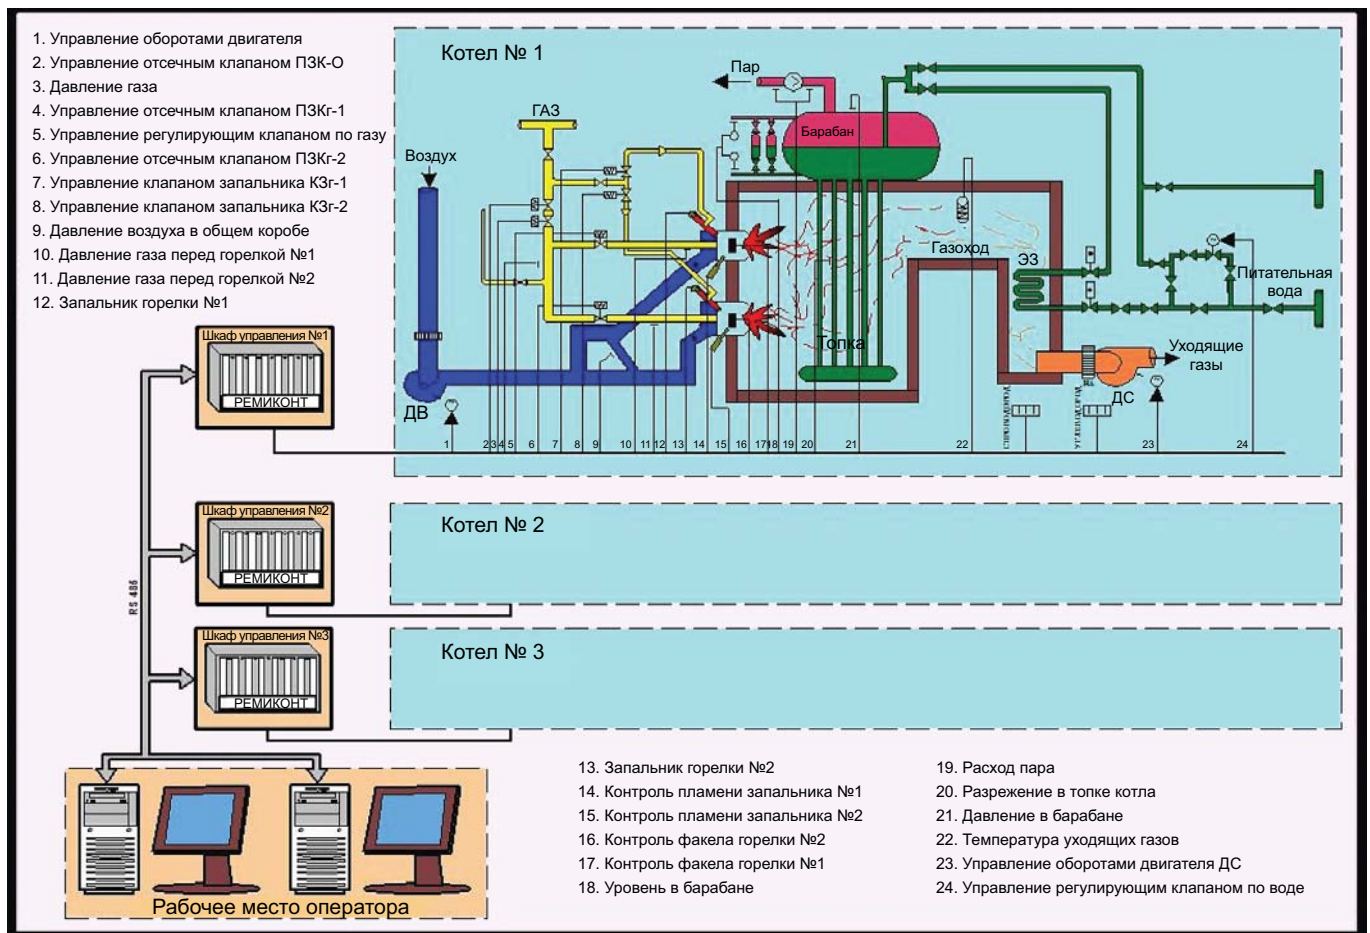 1. Управление оборотами двигателя
2. Управление отсечным клапаном ПЗК-О
3. Давление газа
4. Управление отсечным клапаном ПЗКг-1
5. Управление регулирующим клапаном по газу
6. Управление отсечным клапаном ПЗКг-2
7. Управление клапаном запальника КЗг-1
8. Управление клапаном запальника КЗг-2
9. Давление воздуха в общем коробе
10. Давление газа перед горелкой №1
11. Давление газа перед горелкой №2
12. Запальник горелки №1
Котел № 1
Пар
ГАЗ
Барабан
Воздух
Газоход
ЭЗ
Питательная
вода
Топка
Уходящие
газы
ДВ
ДС
1 2 3 4 5 6 7 8 9 10 11 12 13 14 15 16 17 18 19 20 21 22 23 24
Шкаф управления №1
РЕМИКОНТ
Шкаф управления №2
РЕМИКОНТ
Котел № 2
RS 485
Шкаф управления №3
РЕМИКОНТ
Котел № 3
Рабочее место оператора
13. Запальник горелки №2
14. Контроль пламени запальника №1
15. Контроль пламени запальника №2
16. Контроль факела горелки №2
17. Контроль факела горелки №1
18. Уровень в барабане
19. Расход пара
20. Разрежение в топке котла
21. Давление в барабане
22. Температура уходящих газов
23. Управление оборотами двигателя ДС
24. Управление регулирующим клапаном по воде